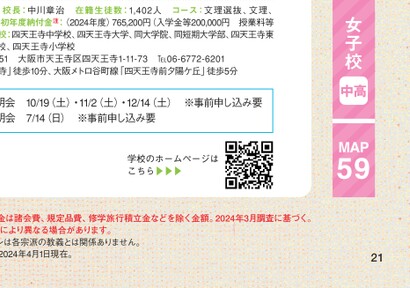 校長：中川章治　在籍生徒数：1,402人　コース：文理選抜、文理、
初年度納付金注：（2024年度）765,200円（入学金等200,000円　授業料等
校：四天王寺中学校、四天王寺大学、同大学院、同短期大学部、四天王寺東
校、四天王寺小学校
51　大阪市天王寺区四天王寺1-11-73　TEL06-6772-6201
寺」徒歩10分、大阪メトロ谷町線「四天王寺前夕陽ケ丘」徒歩5分
明会　10/19（土）・11/2（土）・12/14（土）　※事前申し込み要
明会　7/14（日）　※事前申し込み要
学校のホームページは
こちら▶▶▶
女子校
中高
MAP
59
金は諸会費、規定品費、修学旅行積立金などを除く金額。2024年3月調査に基づく。
により異なる場合があります。
ンは各宗派の教義とは関係ありません。
2024年4月1日現在。
21